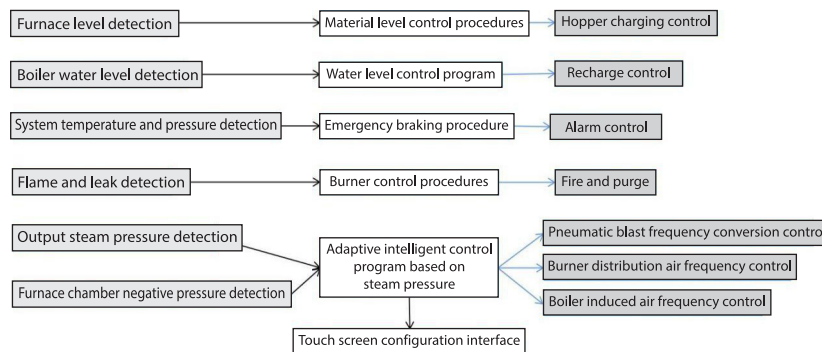 Furnace level detection
Material level control procedures
Hopper charging control
Boiler water level detection
Water level control program
Recharge control
System temperature and pressure detection
Emergency braking procedure
Alarm control
Flame and leak detection
Burner control procedures
Fire and purge
Output steam pressure detection
Furnace chamber negative pressure detection
Adaptive intelligent control
program based on
steam pressure
Pneumatic blast frequency conversion control
Burner distribution air frequency control
Boiler induced air frequency control
Touch screen configuration interface